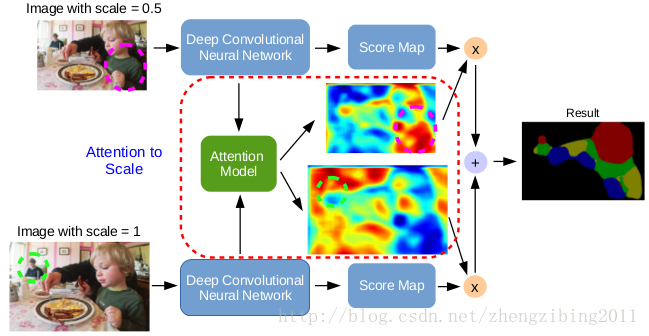 Image with scale = 0.5
Deep Convolutional
Neural Network
Score Map
x
Result
Attention to
Scale
Attention
Model
+
Image with scale = 1
Deep Convolutional
Neural Network
Score Map
x
http://blog.csdn.net/zhengzibing2011